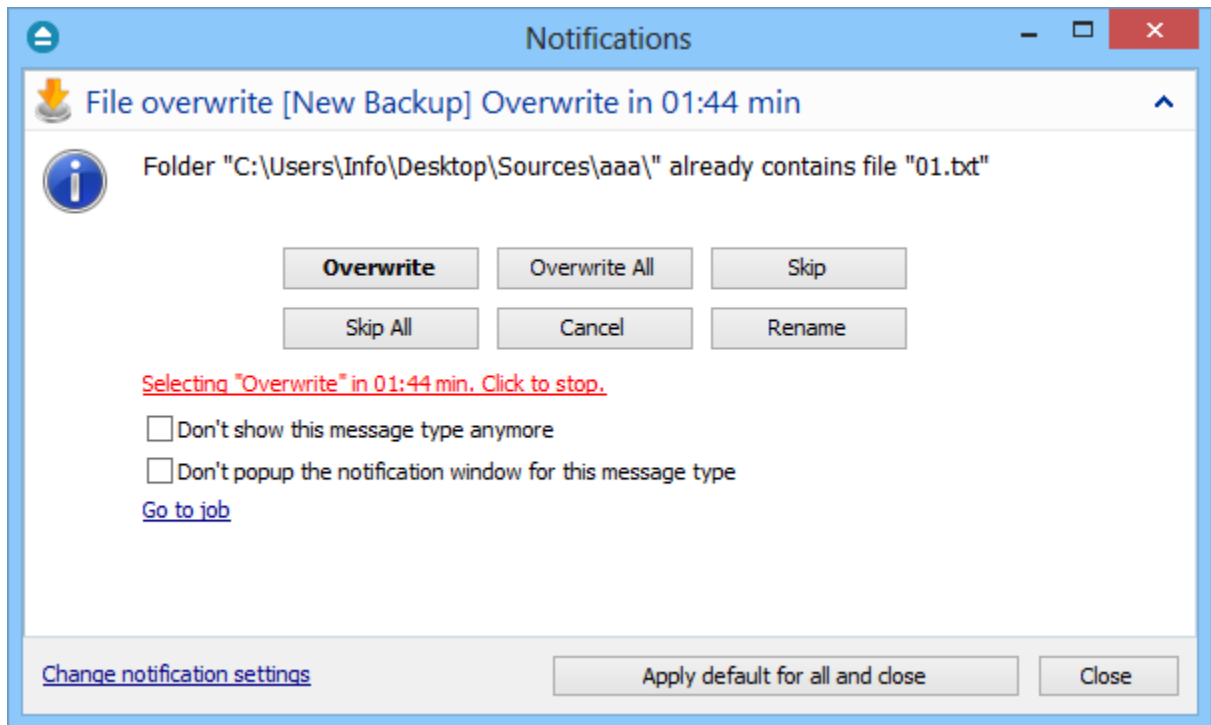 Notifications
File overwrite [New Backup] Overwrite in 01:44 min
Folder "C:\Users\Info\Desktop\Sources\aaa\" already contains file "01.txt"
Overwrite Overwrite All Skip
Skip All Cancel Rename
Selecting "Overwrite" in 01:44 min. Click to stop.
Don't show this message type anymore
Don't popup the notification window for this message type
Go to job
Change notification settings Apply default for all and close Close